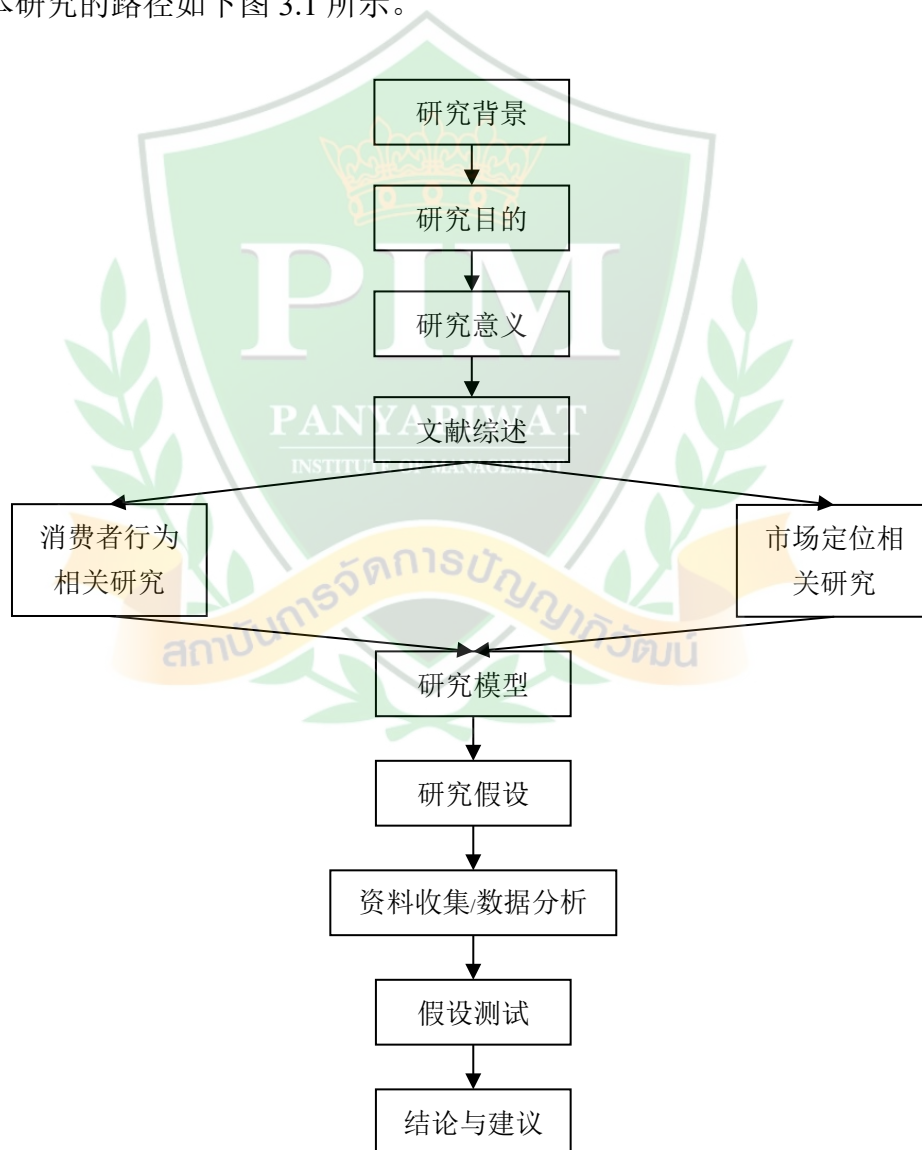 本研究的路径如下图 3.1 所示。
研究背景
研究目的
PIM
研究意义
PANYAPIWAT
文献综述
INSTITUTE OF MANAGEMENT
消费者行为
相关研究
市场定位相
关研究
สถาบันการจัดการปัญญาภิวัฒน์
研究模型
研究假设
资料收集/数据分析
假设测试
结论与建议